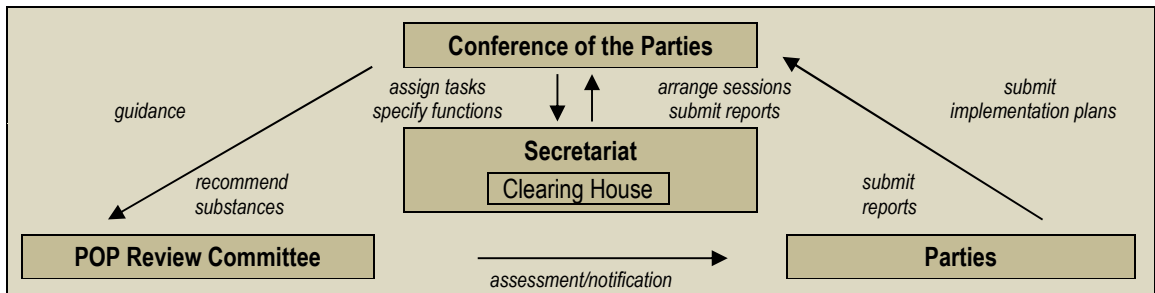 Conference of the Parties
assign tasks
specify functions
arrange sessions
submit reports
guidance
submit
implementation plans
Secretariat
Clearing House
recommend
substances
submit
reports
POP Review Committee
Parties
assessment/notification